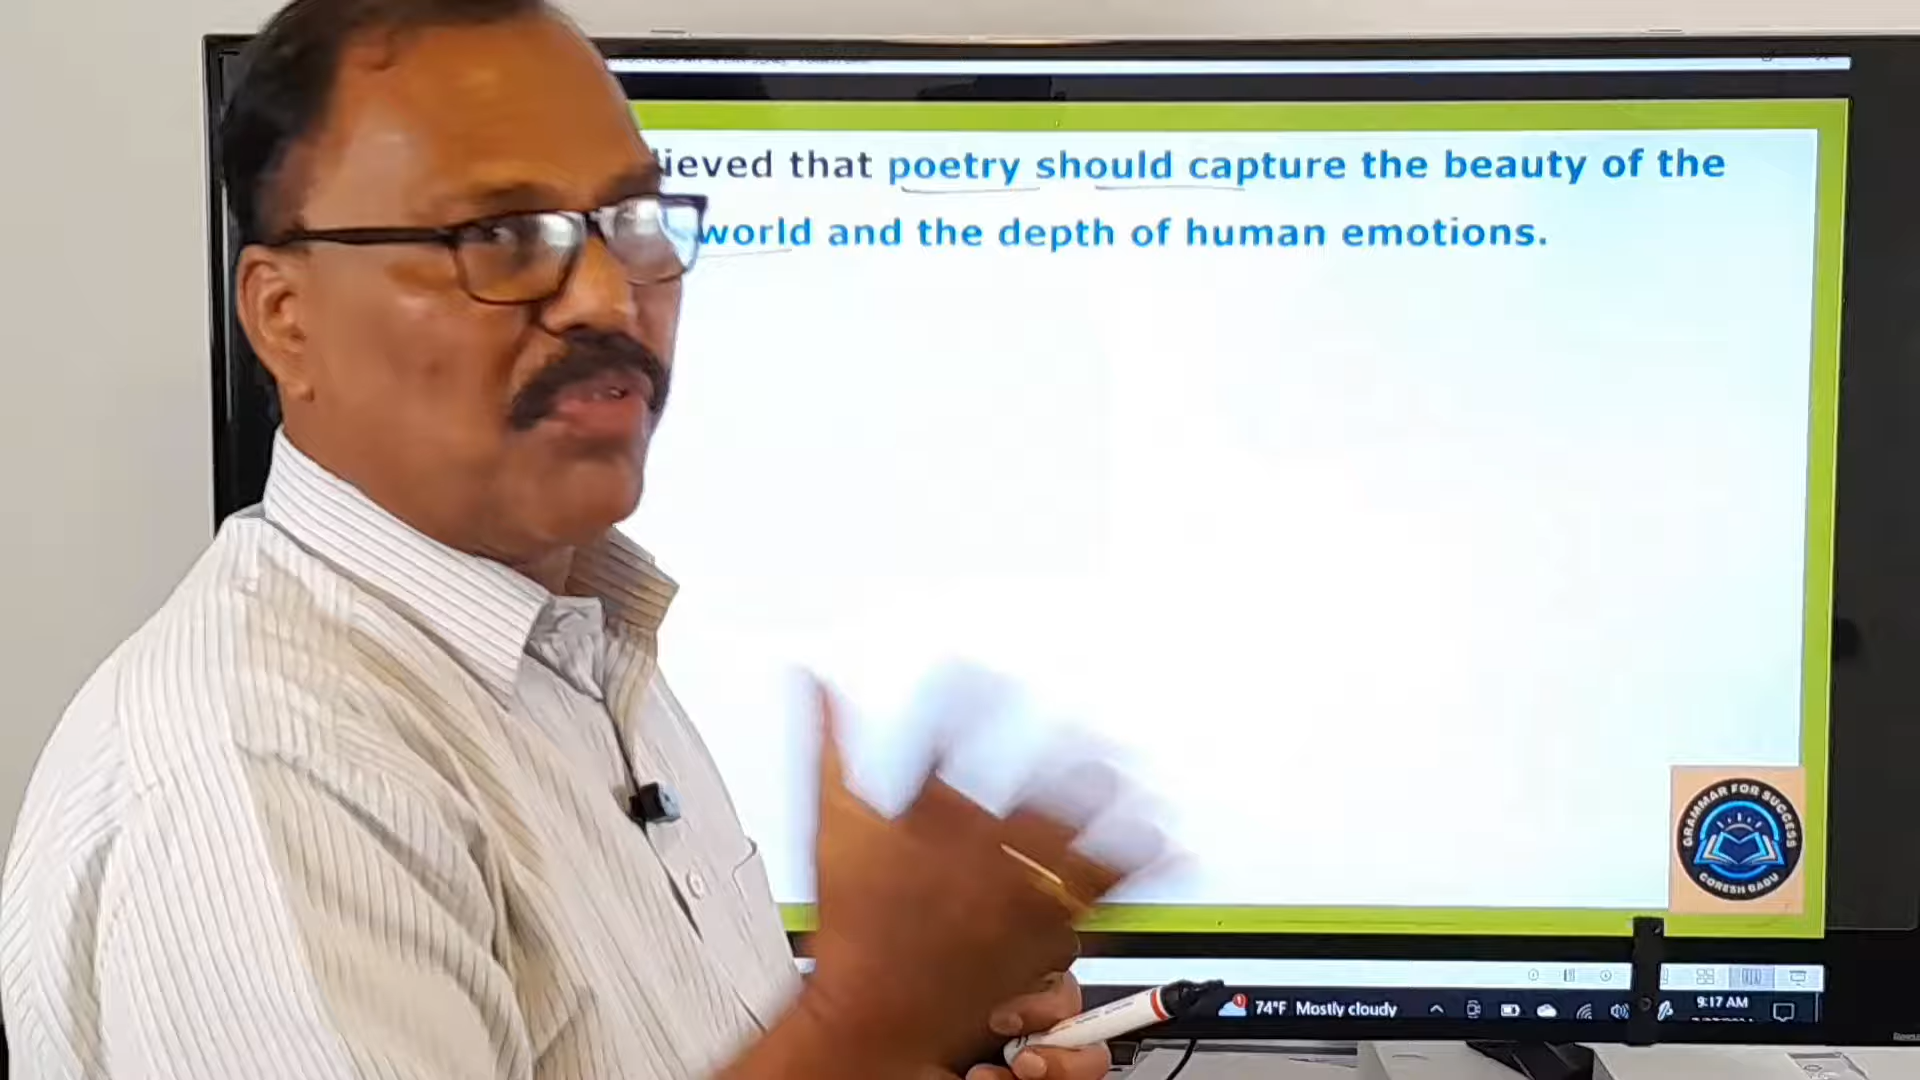 that poetry should capture the beauty of the
world and the depth of human emotions.
GRAMMAR FOR SUCCESS
74°F Mostly cloudy
9:17 AM